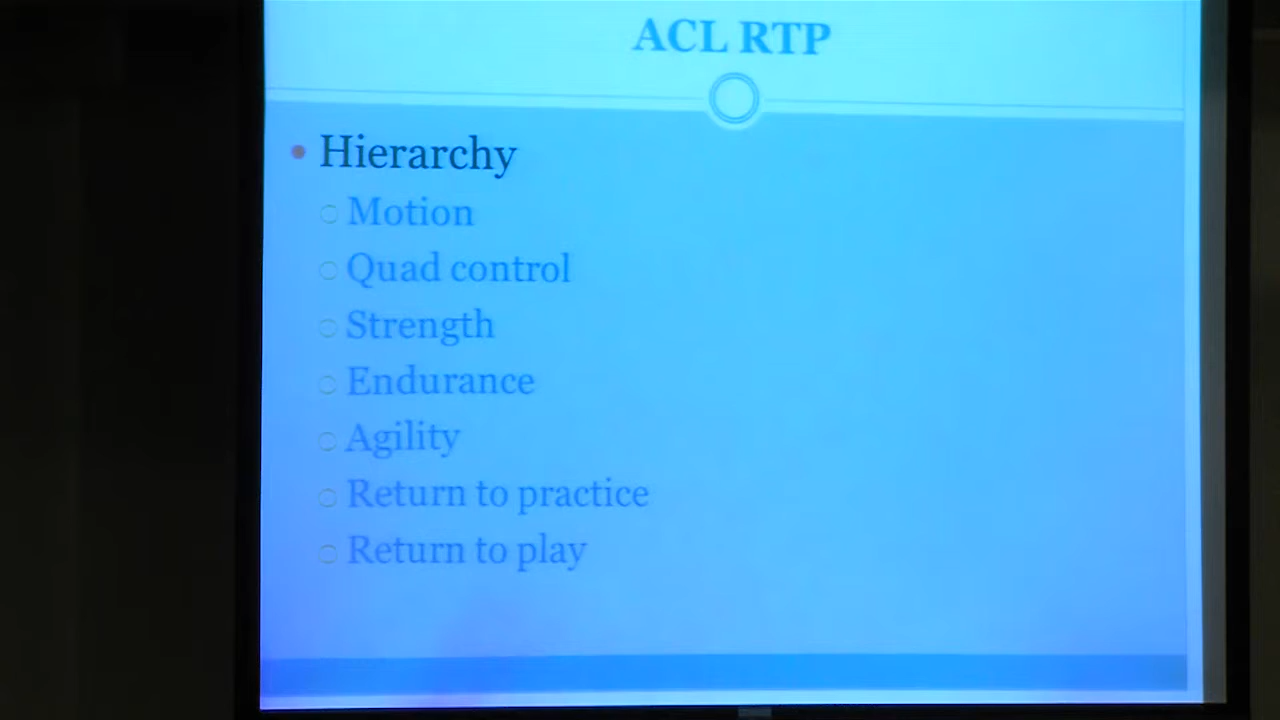 ACL RTP
Hierarchy
Motion
Quad control
Strength
Endurance
Agility
Return to practice
Return to play